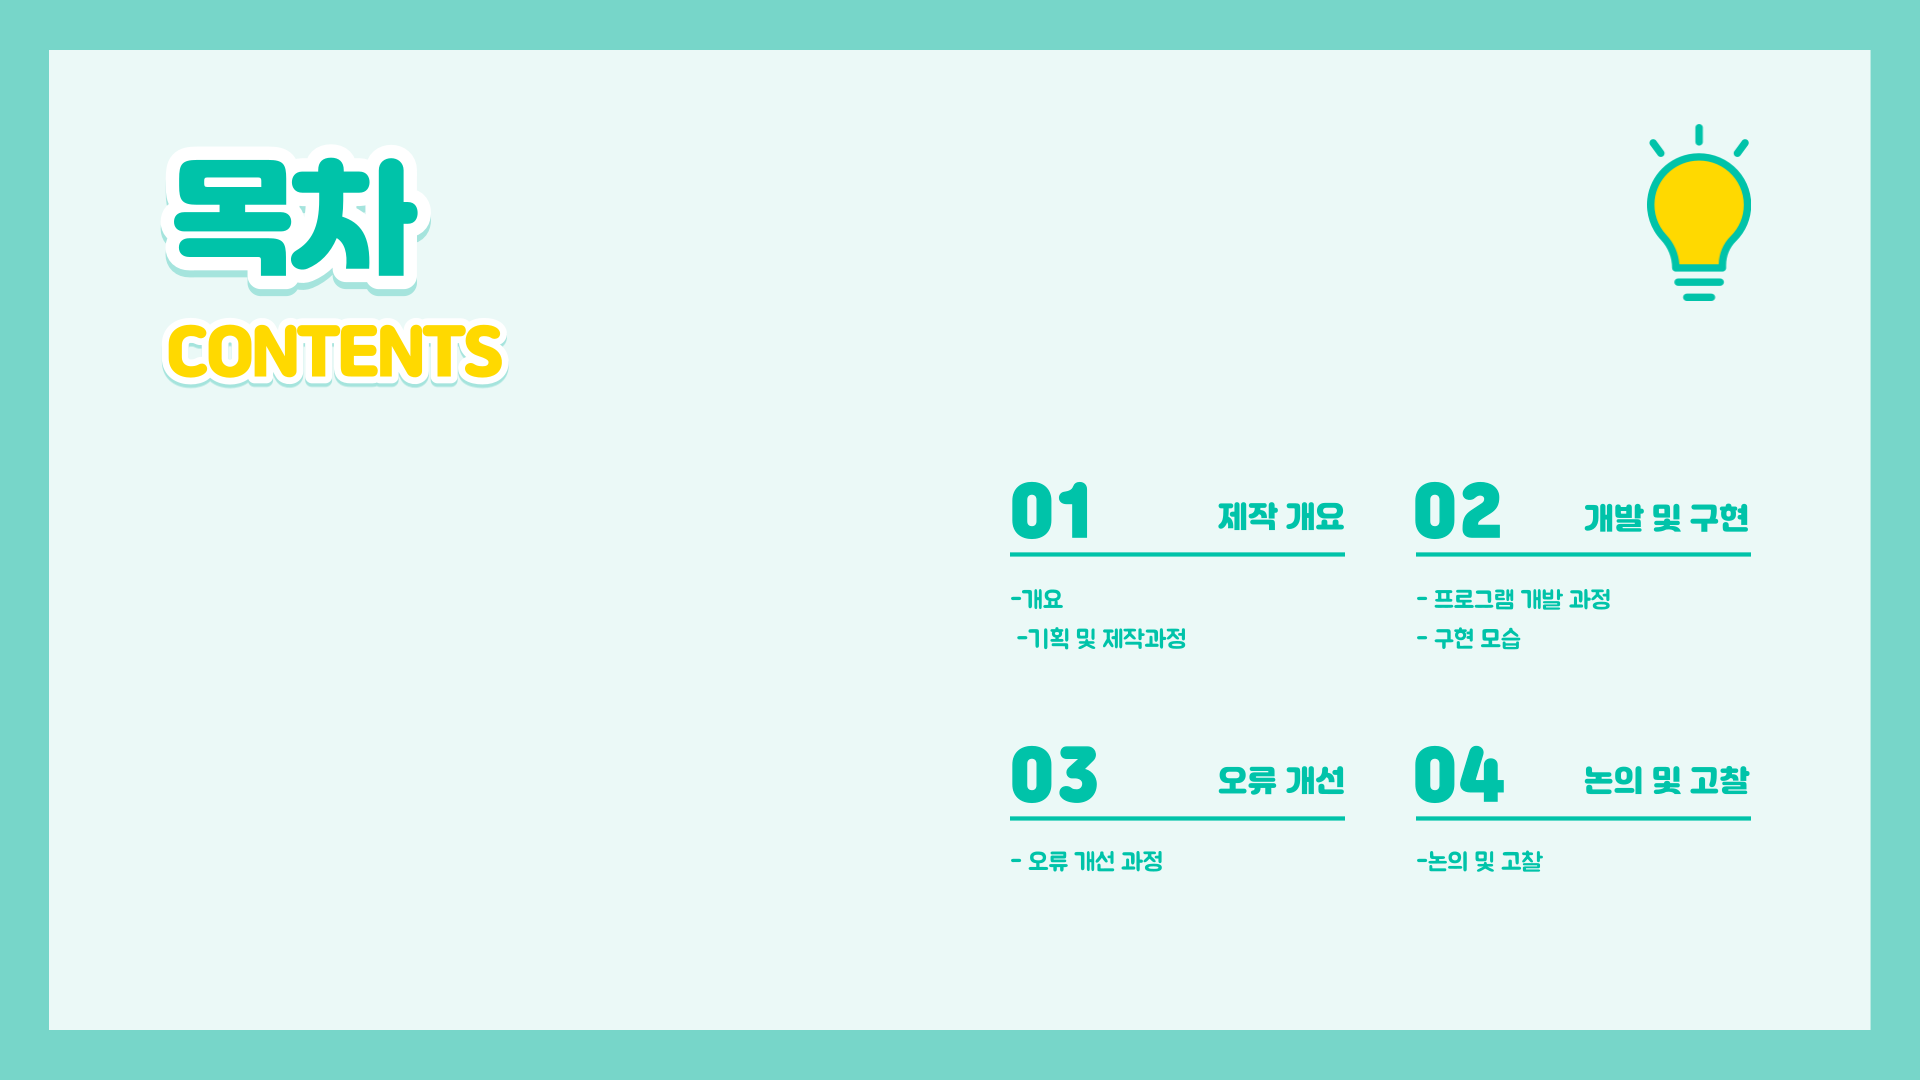 목차
CONTENTS
01 제작 개요
-개요
-기획 및 제작과정
02 개발 및 구현
- 프로그램 개발 과정
- 구현 모습
03 오류 개선
- 오류 개선 과정
04 논의 및 고찰
-논의 및 고찰